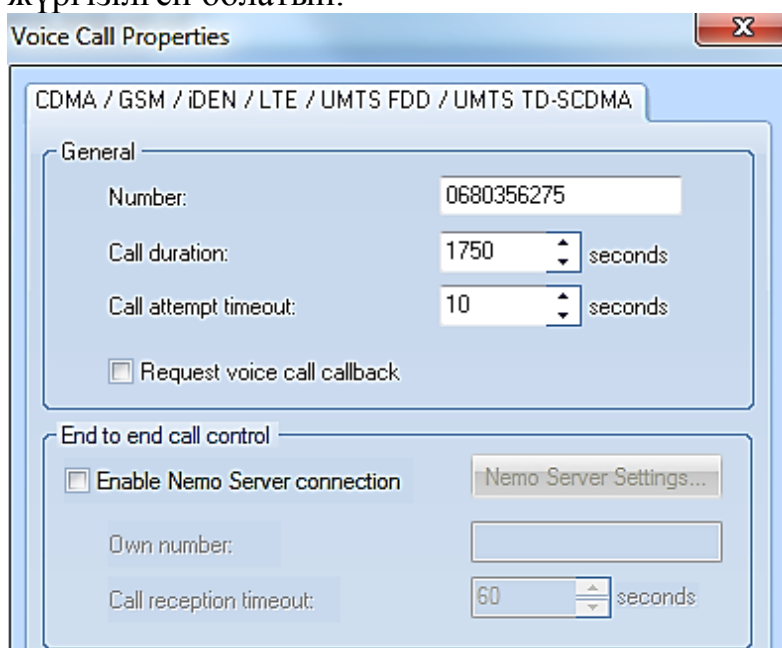 жүргізілген болатын.
Voice Call Properties
CDMA / GSM / iDEN / LTE / UMTS FDD / UMTS TD-SCDMA
General
Number: 0680356275
Call duration: 1750 seconds
Call attempt timeout: 10 seconds
Request voice call callback
End to end call control
Enable Nemo Server connection Nemo Server Settings...
Own number:
Call reception timeout: 60 seconds